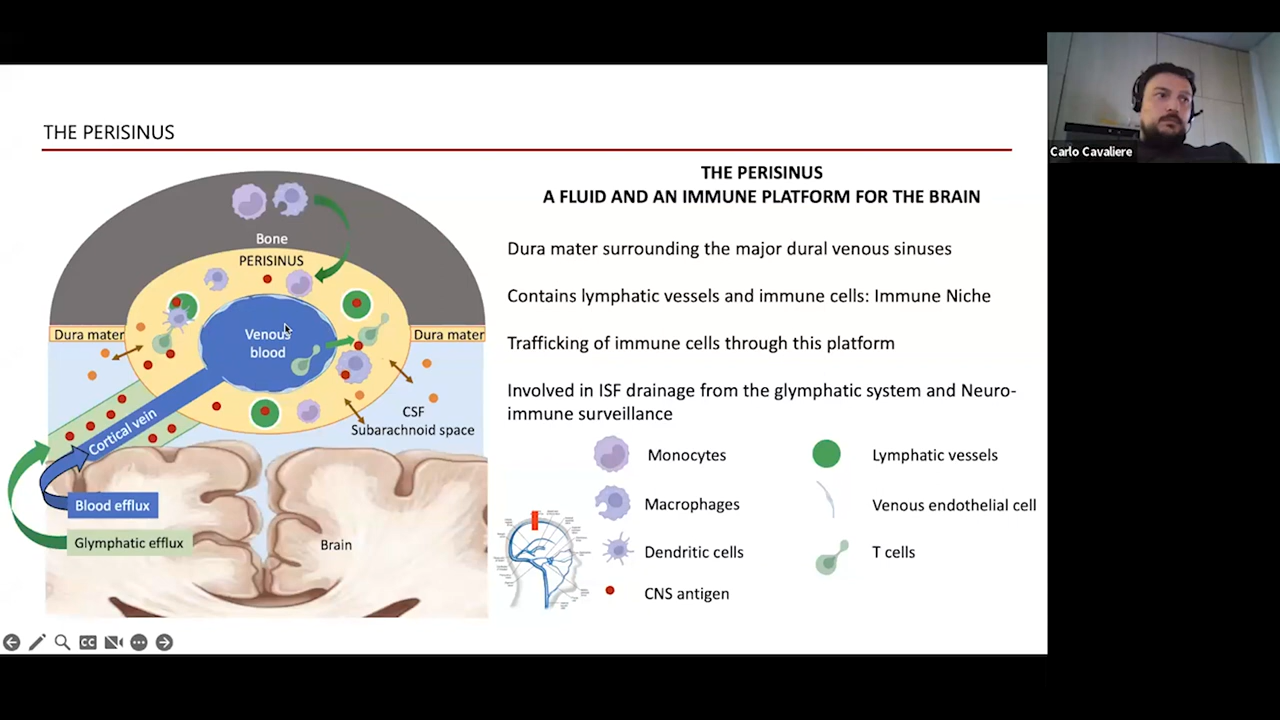 Carlo Cavaliere
THE PERISINUS
THE PERISINUS
A FLUID AND AN IMMUNE PLATFORM FOR THE BRAIN
Dura mater surrounding the major dural venous sinuses
Contains lymphatic vessels and immune cells: Immune Niche
Trafficking of immune cells through this platform
Involved in ISF drainage from the glymphatic system and Neuro-
immune surveillance
Bone
PERISINUS
Venous
blood
Dura mater
Dura mater
CSF
Subarachnoid space
Cortical vein
Blood efflux
Glymphatic efflux
Brain
Monocytes
Lymphatic vessels
Macrophages
Venous endothelial cell
Dendritic cells
T cells
CNS antigen
CC